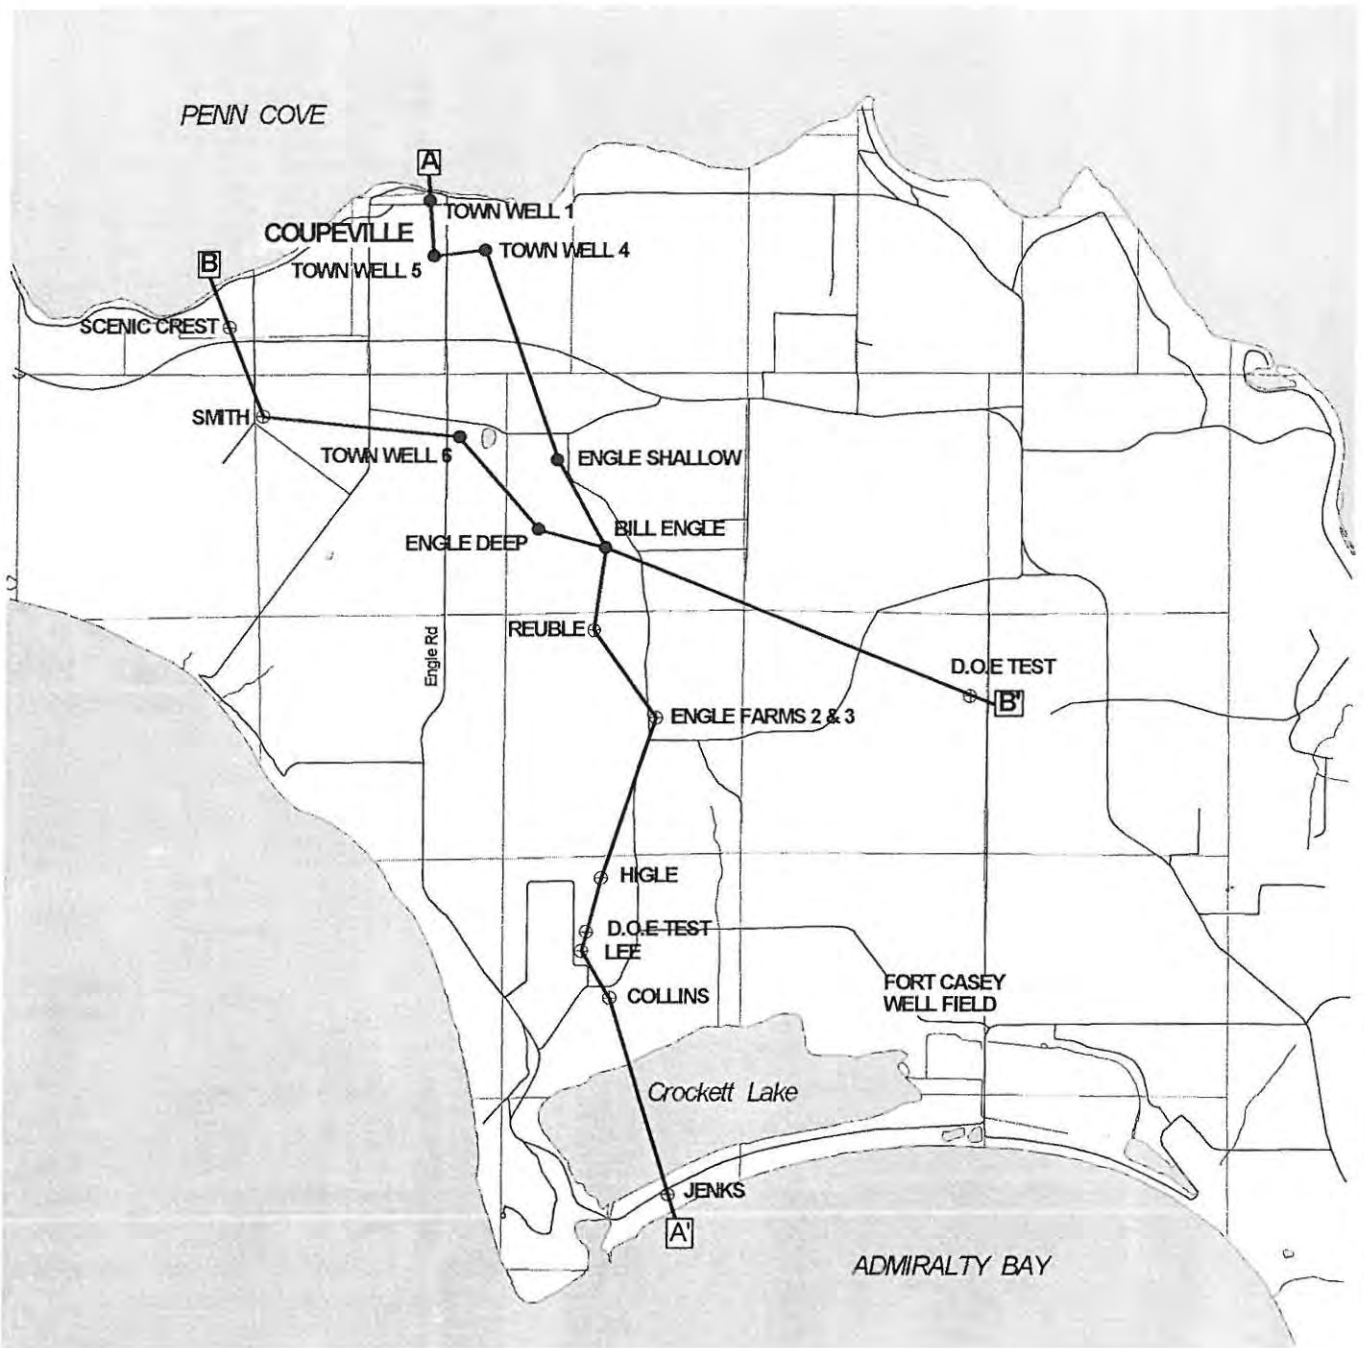 PENN COVE
A
TOWN WELL 1
COUPEVILLE
TOWN WELL 4
B
TOWN WELL 5
SCENIC CREST
SMITH
TOWN WELL 6
ENGLE SHALLOW
BILL ENGLE
ENGLE DEEP
REUBLE
Engle Rd
D.O.E TEST
B'
ENGLE FARMS 2 & 3
HIGLE
D.O.E TEST
LEE
FORT CASEY
WELL FIELD
COLLINS
Crockett Lake
JENKS
A'
ADMIRALTY BAY